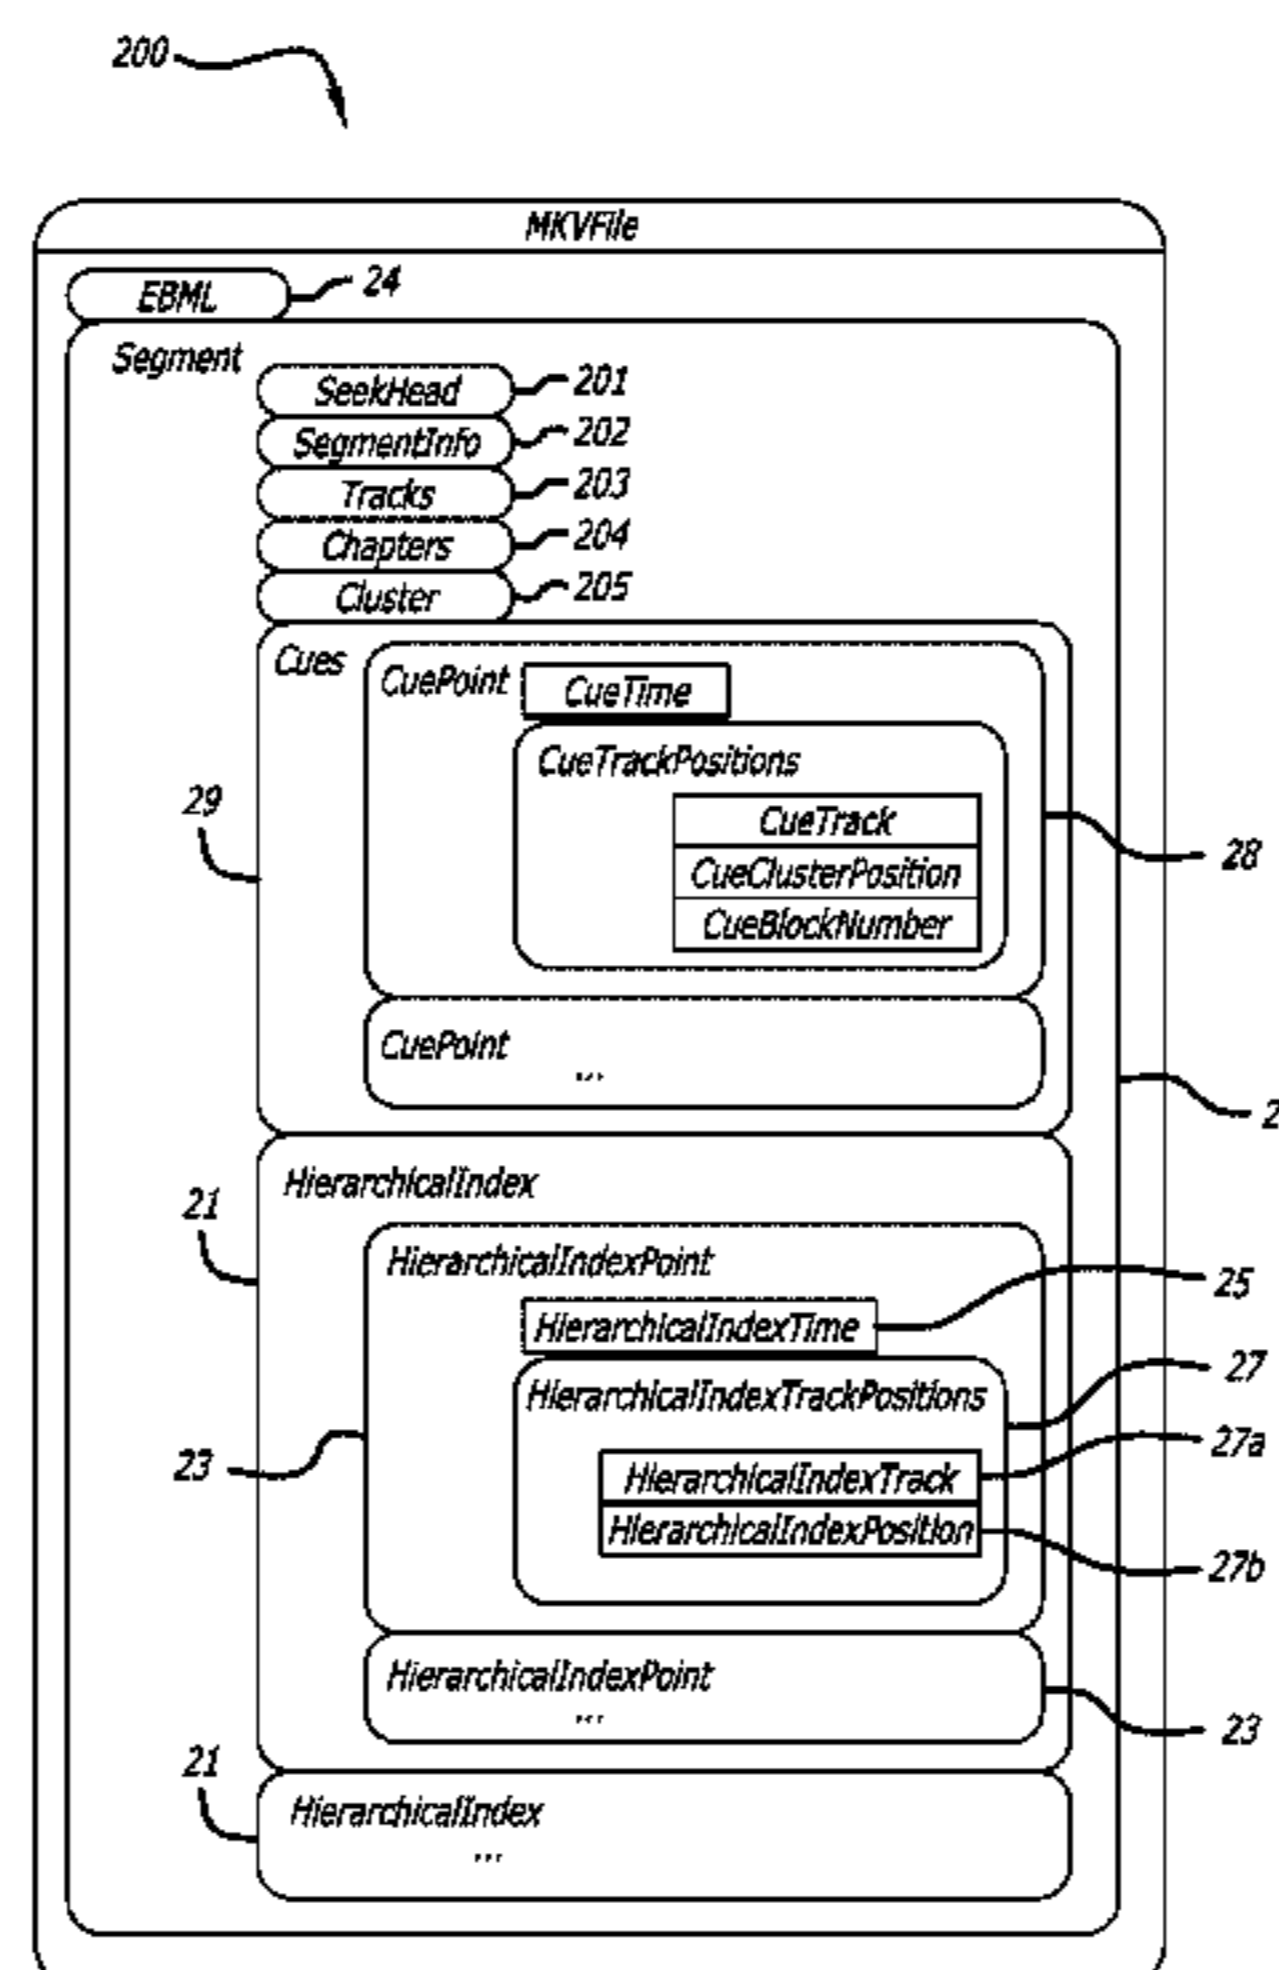 200
MKVFile
EBML 24
Segment
SeekHead 201
SegmentInfo 202
Tracks 203
Chapters 204
Cluster 205
Cues
CuePoint
CueTime
CueTrackPositions
29
CueTrack
28
CueClusterPosition
CueBlockNumber
CuePoint
...
2
HierarchicalIndex
21
HierarchicalIndexPoint
25
HierarchicalIndexTime
27
HierarchicalIndexTrackPositions
27a
23
HierarchicalIndexTrack
HierarchicalIndexPosition
27b
HierarchicalIndexPoint
...
23
21
HierarchicalIndex
...